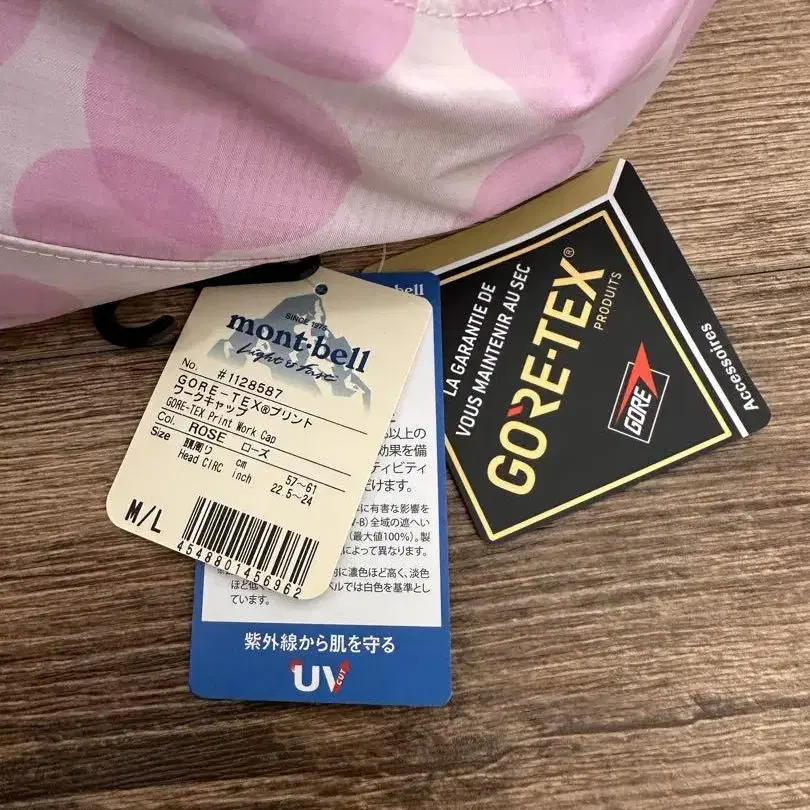 SINCE 1975
mont·bell
Light & Fast
No. #1128587
GORE-TEX®プリント
ワークキャップ
GORE-TEX Print Work Cap
Col. ROSE ローズ
Size 頭周り cm 57~61
Head CIRC inch 22.5~24
M/L
4548801456962
bell
%以上の
効果を備
ティビティ
だけます。
に有害な影響を
V-B)全域の遮へい
(最大値100%)。製
によって異なります。
的に濃色ほど高く、淡色
ほど低く
ベルでは白色を基準とし
ています。
紫外線から肌を守る
UV CUT
LA GARANTIE DE
VOUS MAINTENIR AU SEC
GORE-TEX®
PRODUITS
GORE
Accessoires